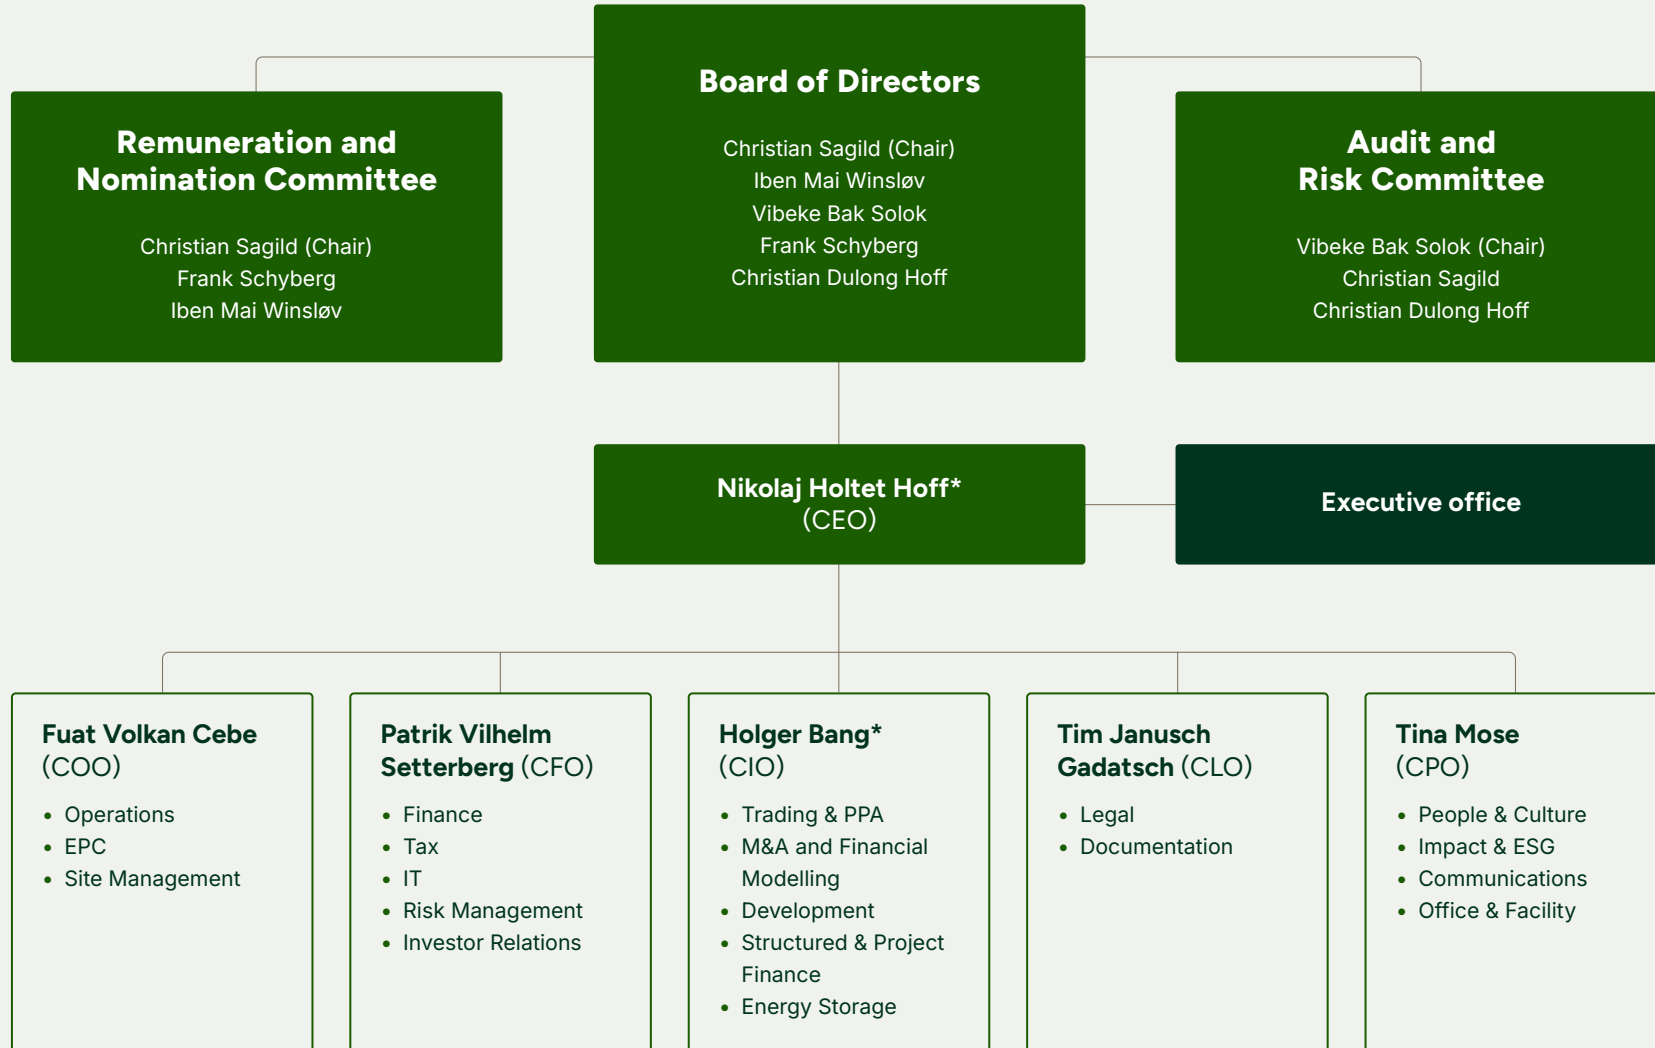 Board of Directors
Christian Sagild (Chair)
Iben Mai Winsløv
Vibeke Bak Solok
Frank Schyberg
Christian Dulong Hoff
Remuneration and
Nomination Committee
Christian Sagild (Chair)
Frank Schyberg
Iben Mai Winsløv
Audit and
Risk Committee
Vibeke Bak Solok (Chair)
Christian Sagild
Christian Dulong Hoff
Nikolaj Holtet Hoff*
(CEO)
Executive office
Fuat Volkan Cebe
(COO)
• Operations
• EPC
• Site Management
Patrik Vilhelm
Setterberg (CFO)
• Finance
• Tax
• IT
• Risk Management
• Investor Relations
Holger Bang*
(CIO)
• Trading & PPA
• M&A and Financial
Modelling
• Development
• Structured & Project
Finance
• Energy Storage
Tim Janusch
Gadatsch (CLO)
• Legal
• Documentation
Tina Mose
(CPO)
• People & Culture
• Impact & ESG
• Communications
• Office & Facility